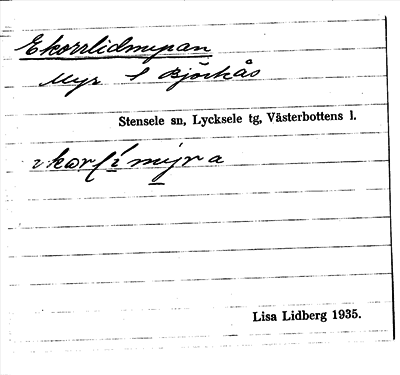 Ekorrlidmyran
Myr S Björkås
Stensele sn, Lycksele tg, Västerbottens l.
Lisa Lidberg 1935.